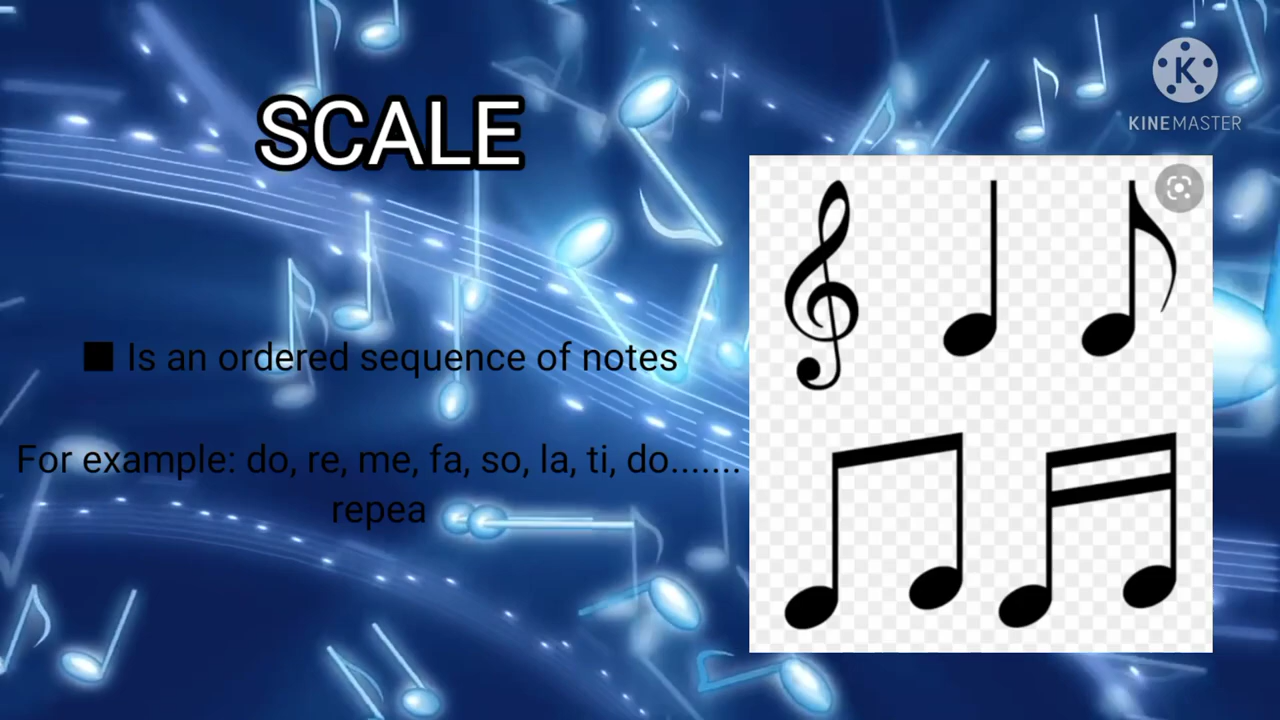 SCALE
KINEMASTER
■ Is an ordered sequence of notes
For example: do, re, me, fa, so, la, ti, do.......
repea